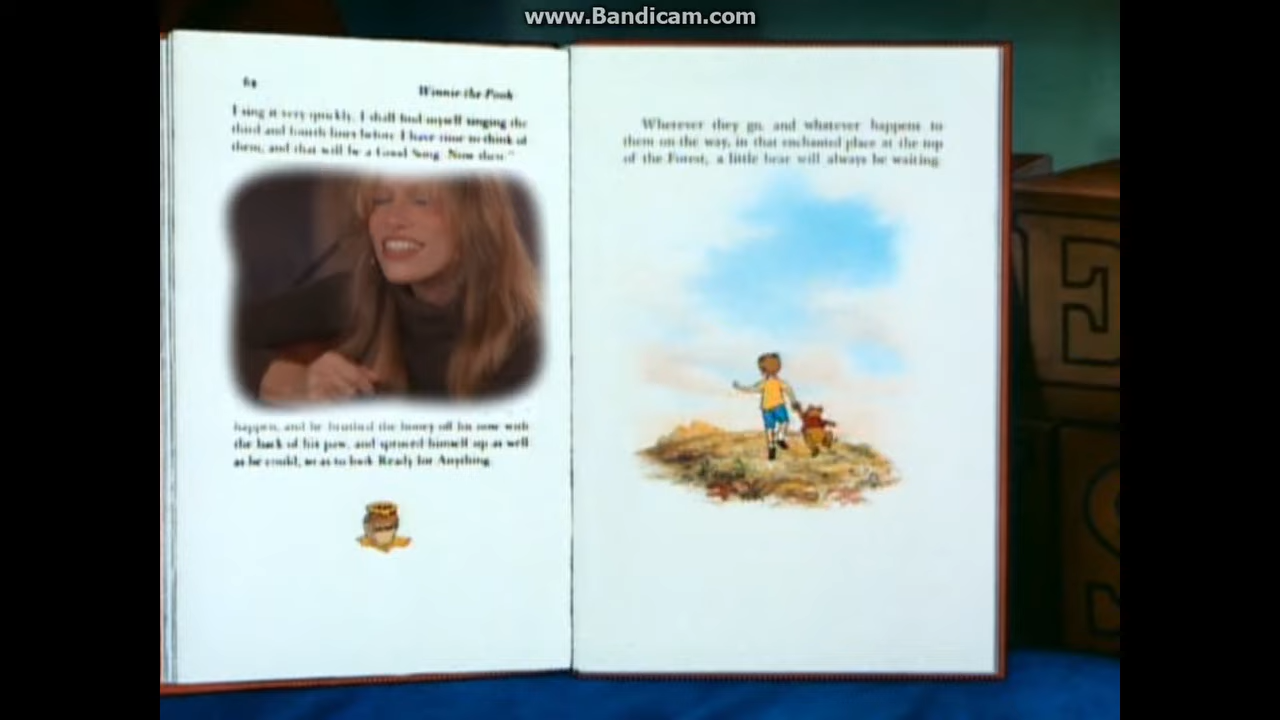 www.Bandicam.com
64
Winnie-the-Pooh
I sing it very quickly, I shall find myself singing the
third and fourth lines before I have time to think of
them, and that will be a Good Song. Now then:"
happen, and he brushed the honey off his nose with
the back of his paw, and spruced himself up as well
as he could, so as to look Ready for Anything.
Wherever they go, and whatever happens to
them on the way, in that enchanted place at the top
of the Forest, a little bear will always be waiting.
E
S